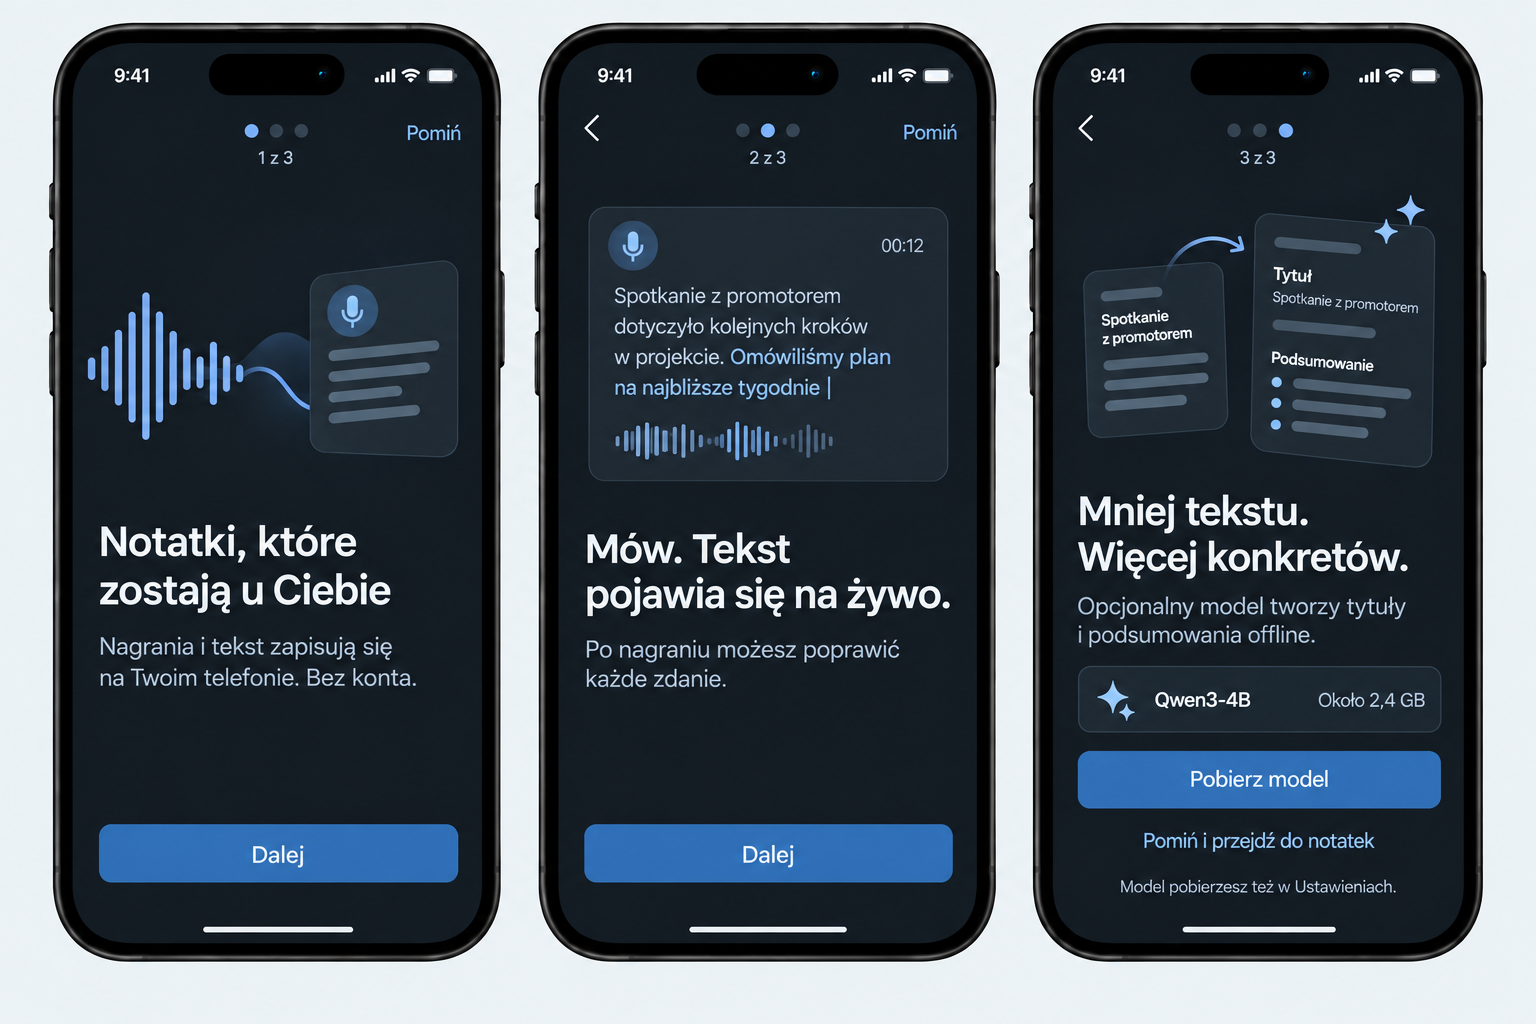 9:41
Pomiń
1 z 3
Notatki, które
zostają u Ciebie
Nagrania i tekst zapisują się
na Twoim telefonie. Bez konta.
Dalej
9:41
Pomiń
2 z 3
00:12
Spotkanie z promotorem
dotyczyło kolejnych kroków
w projekcie. Omówiliśmy plan
na najbliższe tygodnie |
Mów. Tekst
pojawia się na żywo.
Po nagraniu możesz poprawić
każde zdanie.
Dalej
9:41
3 z 3
Spotkanie
z promotorem
Tytuł
Spotkanie z promotorem
Podsumowanie
Mniej tekstu.
Więcej konkretów.
Opcjonalny model tworzy tytuły
i podsumowania offline.
Qwen3-4B
Około 2,4 GB
Pobierz model
Pomiń i przejdź do notatek
Model pobierzesz też w Ustawieniach.